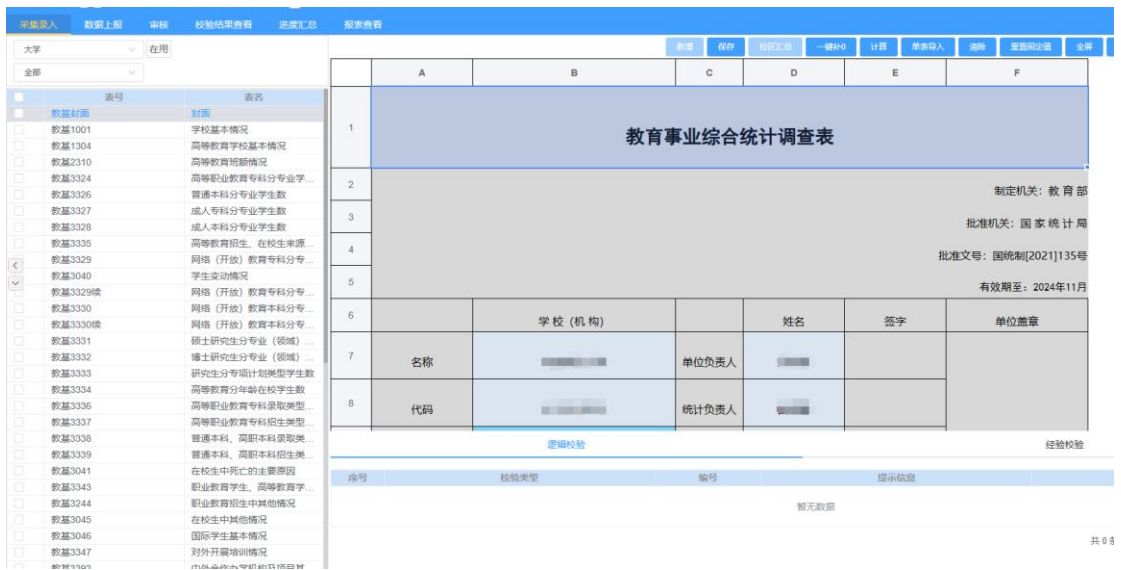 采集录入 数据上报 审核 校验结果查看 进度汇总 报表查看
大学 在用
全部
新增 保存 校区汇总 一键补0 计算 单表导入 清除 重置固定值 全屏
表号 表名
教基封面 封面
教基1001 学校基本情况
教基1304 高等教育学校基本情况
教基2310 高等教育班额情况
教基3324 高等职业教育专科分专业学...
教基3326 普通本科分专业学生数
教基3327 成人专科分专业学生数
教基3328 成人本科分专业学生数
教基3335 高等教育招生、在校生来源...
教基3329 网络（开放）教育专科分专...
教基3040 学生变动情况
教基3329续 网络（开放）教育专科分专...
教基3330 网络（开放）教育本科分专...
教基3330续 网络（开放）教育本科分专...
教基3331 硕士研究生分专业（领域）...
教基3332 博士研究生分专业（领域）...
教基3333 研究生分专项计划类型学生数
教基3334 高等教育分年龄在校学生数
教基3336 高等职业教育专科录取类型...
教基3337 高等职业教育专科招生类型...
教基3338 普通本科、高职本科录取类...
教基3339 普通本科、高职本科招生类...
教基3041 在校生中死亡的主要原因
教基3343 职业教育学生、高等教育学...
教基3244 职业教育招生中其他情况
教基3045 在校生中其他情况
教基3046 国际学生基本情况
教基3347 对外开展培训情况
教基3393 中外合作办学机构及项目基...
A B C D E F
1 教育事业综合统计调查表
2 制定机关：教 育 部
3 批准机关：国 家 统 计 局
4 批准文号：国统制[2021]135号
5 有效期至：2024年11月
6 学 校（机 构） 姓名 签字 单位盖章
7 名称 单位负责人
8 代码 统计负责人
逻辑校验 经验校验
序号 校验类型 编号 提示信息
暂无数据
共 0 条